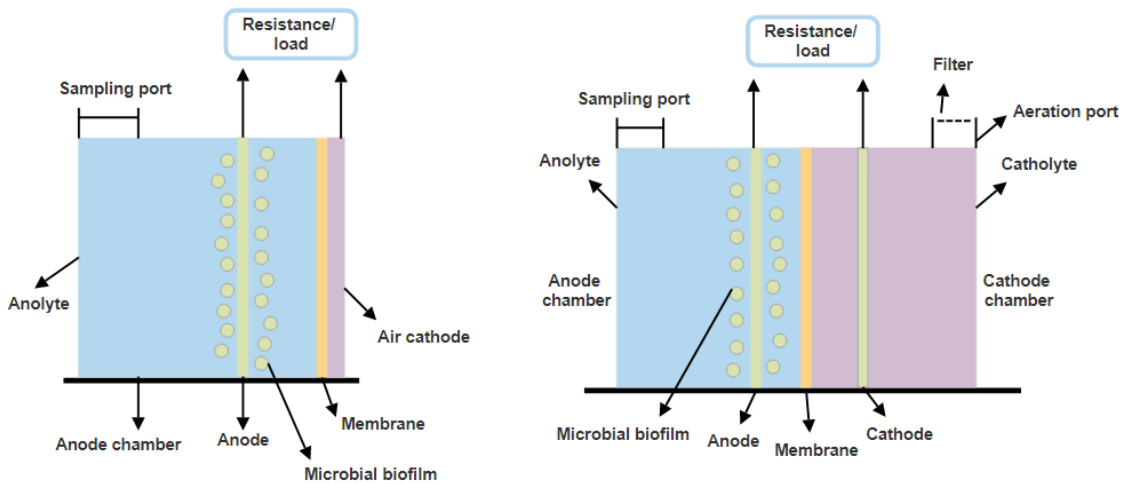 Resistance/
load
Sampling port
Anolyte
Air cathode
Anode chamber
Anode
Membrane
Microbial biofilm
Resistance/
load
Filter
Sampling port
Aeration port
Anolyte
Catholyte
Anode
chamber
Cathode
chamber
Microbial biofilm
Anode
Membrane
Cathode